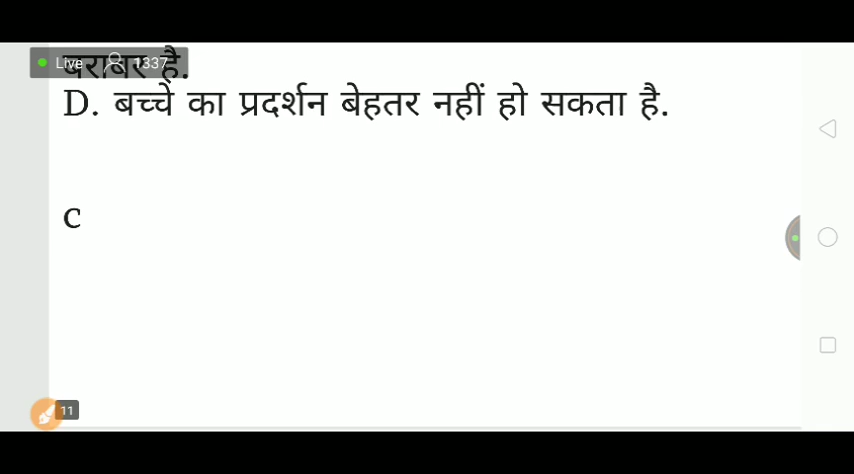 बराबर है.
Live 1337
D. बच्चे का प्रदर्शन बेहतर नहीं हो सकता है.
c
11